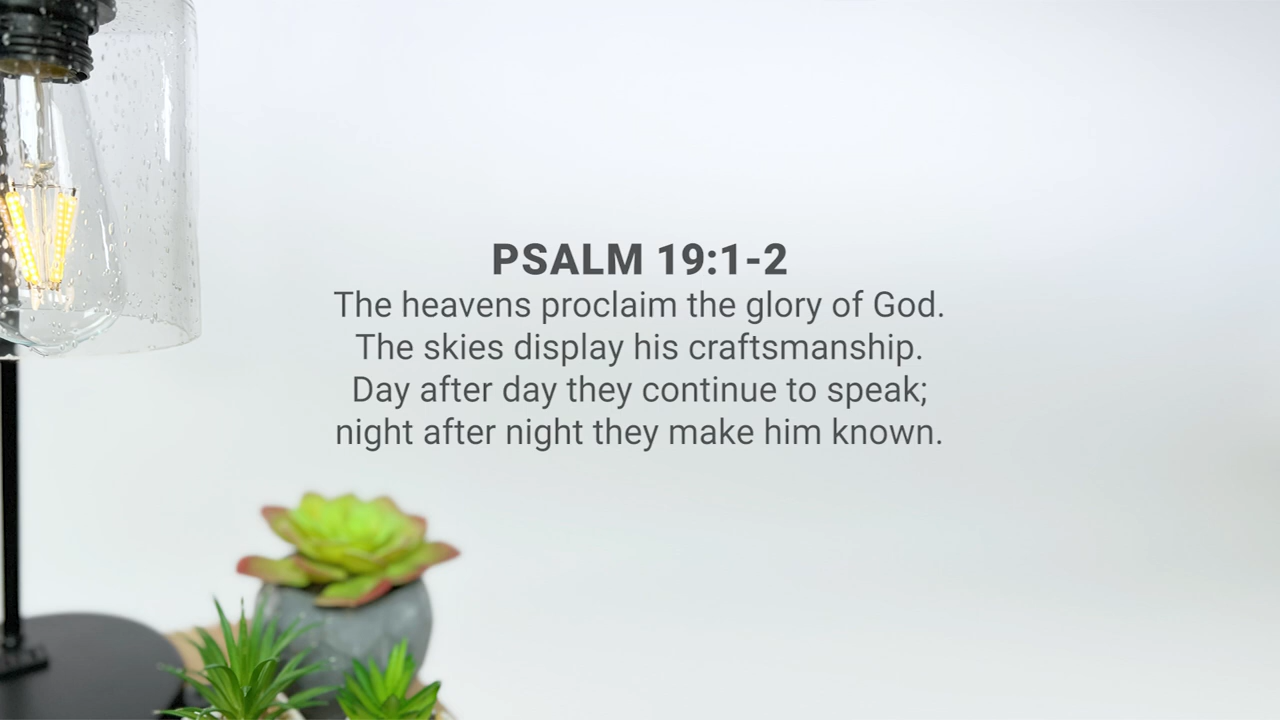 PSALM 19:1-2
The heavens proclaim the glory of God.
The skies display his craftsmanship.
Day after day they continue to speak;
night after night they make him known.